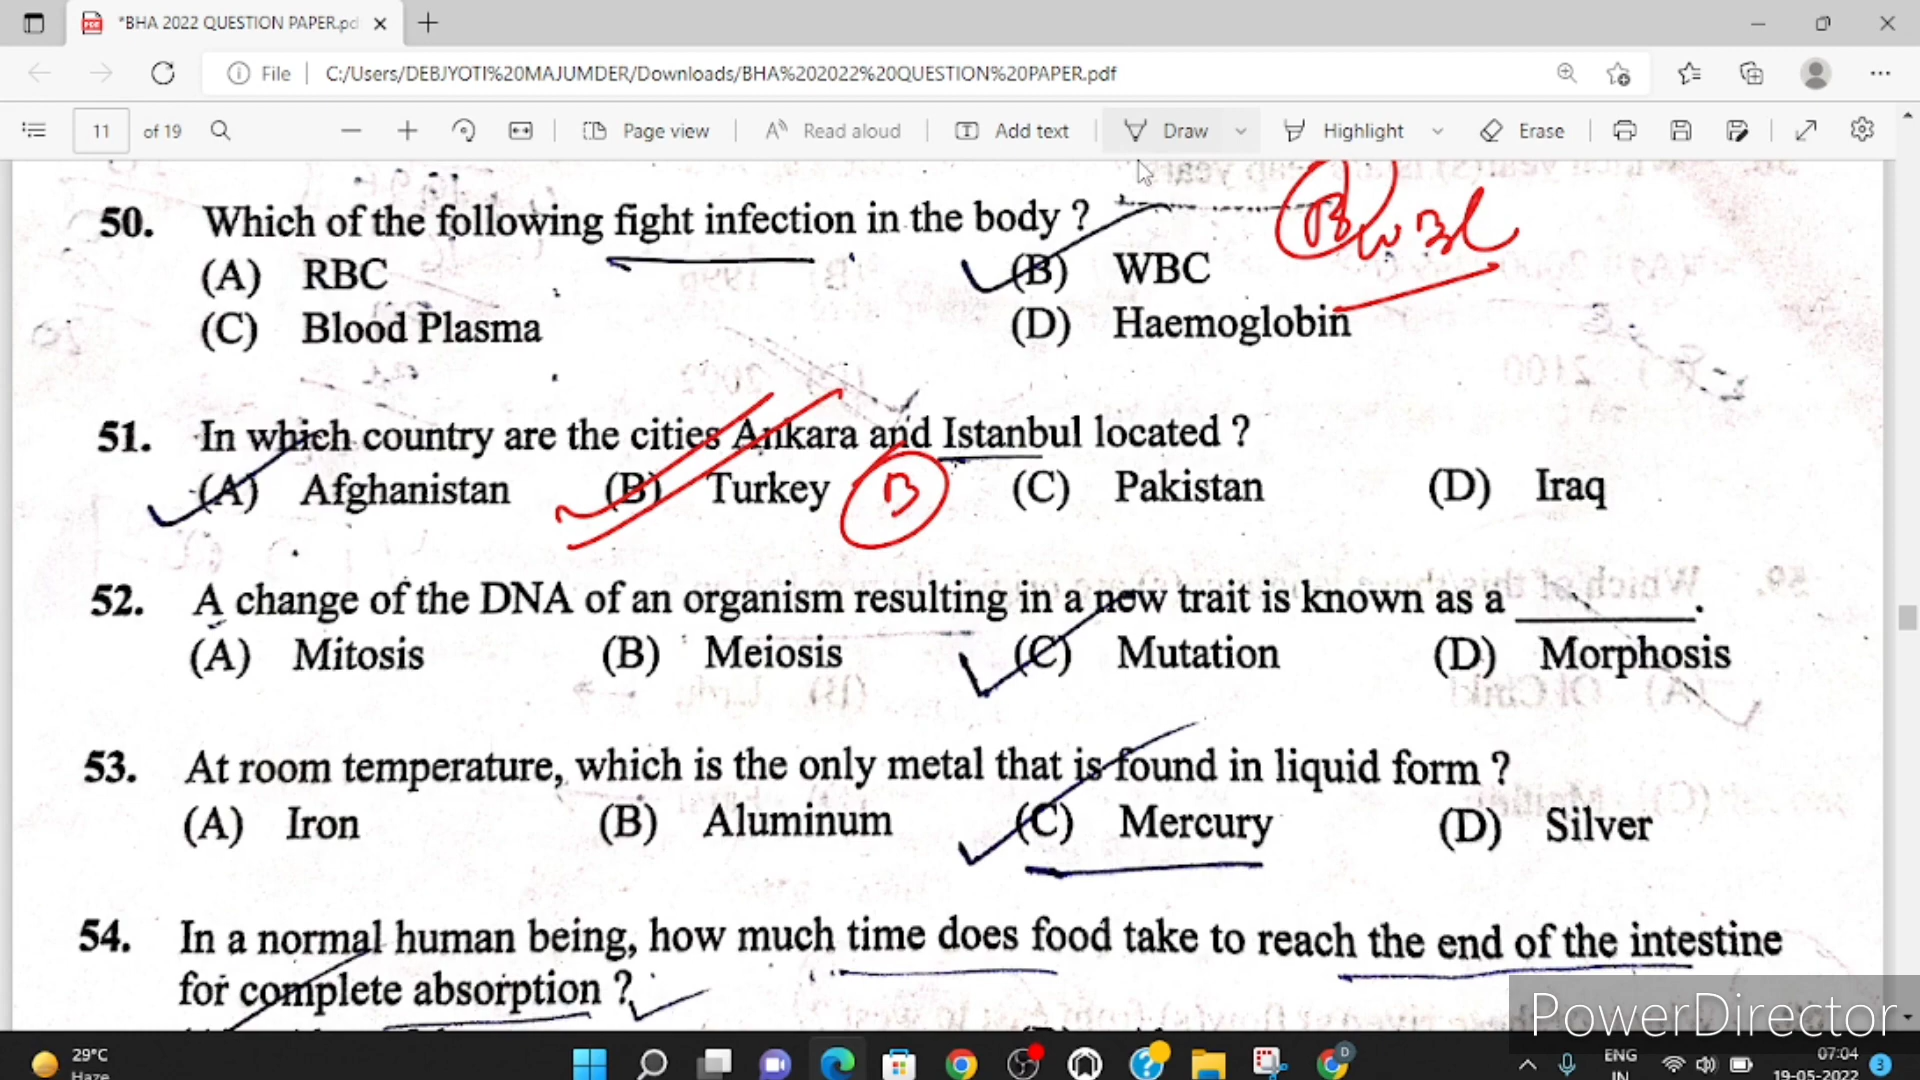 *BHA 2022 QUESTION PAPER.pd
File C:/Users/DEBJYOTI%20MAJUMDER/Downloads/BHA%202022%20QUESTION%20PAPER.pdf
11 of 19 Page view Read aloud Add text Draw Highlight Erase
50. Which of the following fight infection in the body ?
(A) RBC (B) WBC
(C) Blood Plasma (D) Haemoglobin
51. In which country are the cities Ankara and Istanbul located ?
(A) Afghanistan (B) Turkey B (C) Pakistan (D) Iraq
52. A change of the DNA of an organism resulting in a new trait is known as a ________.
(A) Mitosis (B) Meiosis (C) Mutation (D) Morphosis
53. At room temperature, which is the only metal that is found in liquid form ?
(A) Iron (B) Aluminum (C) Mercury (D) Silver
54. In a normal human being, how much time does food take to reach the end of the intestine
for complete absorption ?
PowerDirector
29°C
Haze
ENG
IN
07:04
19-05-2022
3